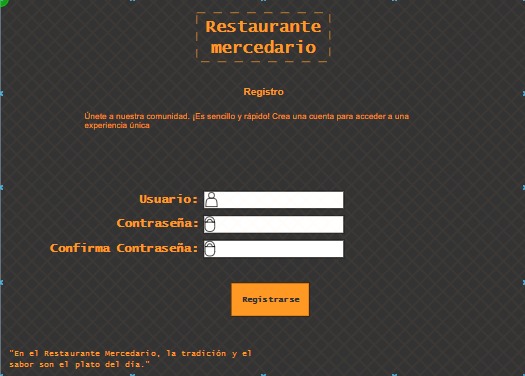 Restaurante
mercedario
Registro
Únete a nuestra comunidad. ¡Es sencillo y rápido! Crea una cuenta para acceder a una
experiencia única
Usuario:
Contraseña:
Confirma Contraseña:
Registrarse
"En el Restaurante Mercedario, la tradición y el
sabor son el plato del día."